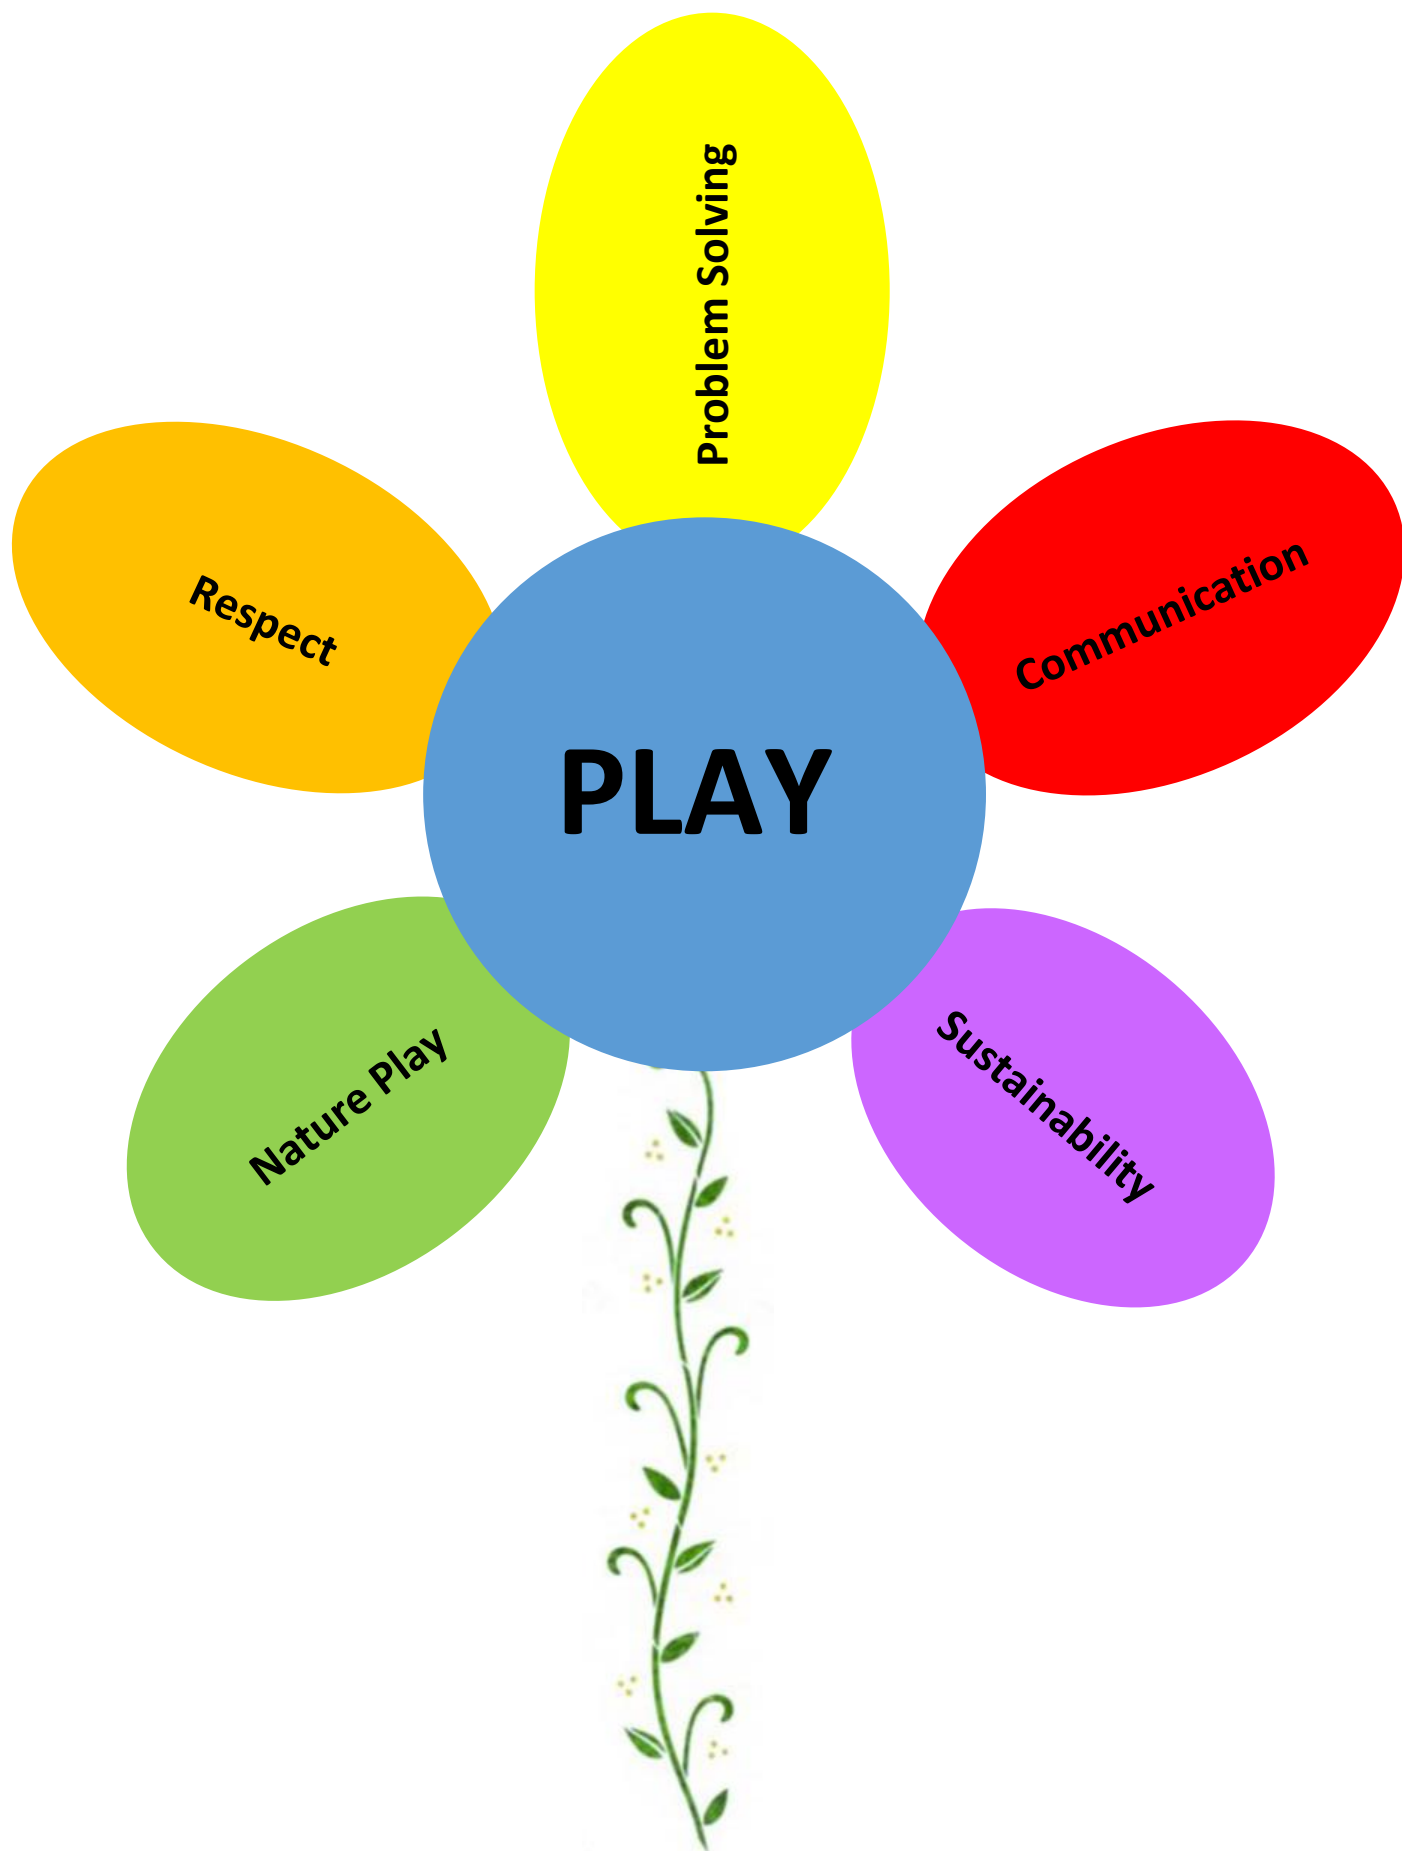 Problem Solving
Respect
Communication
PLAY
Nature Play
Sustainability